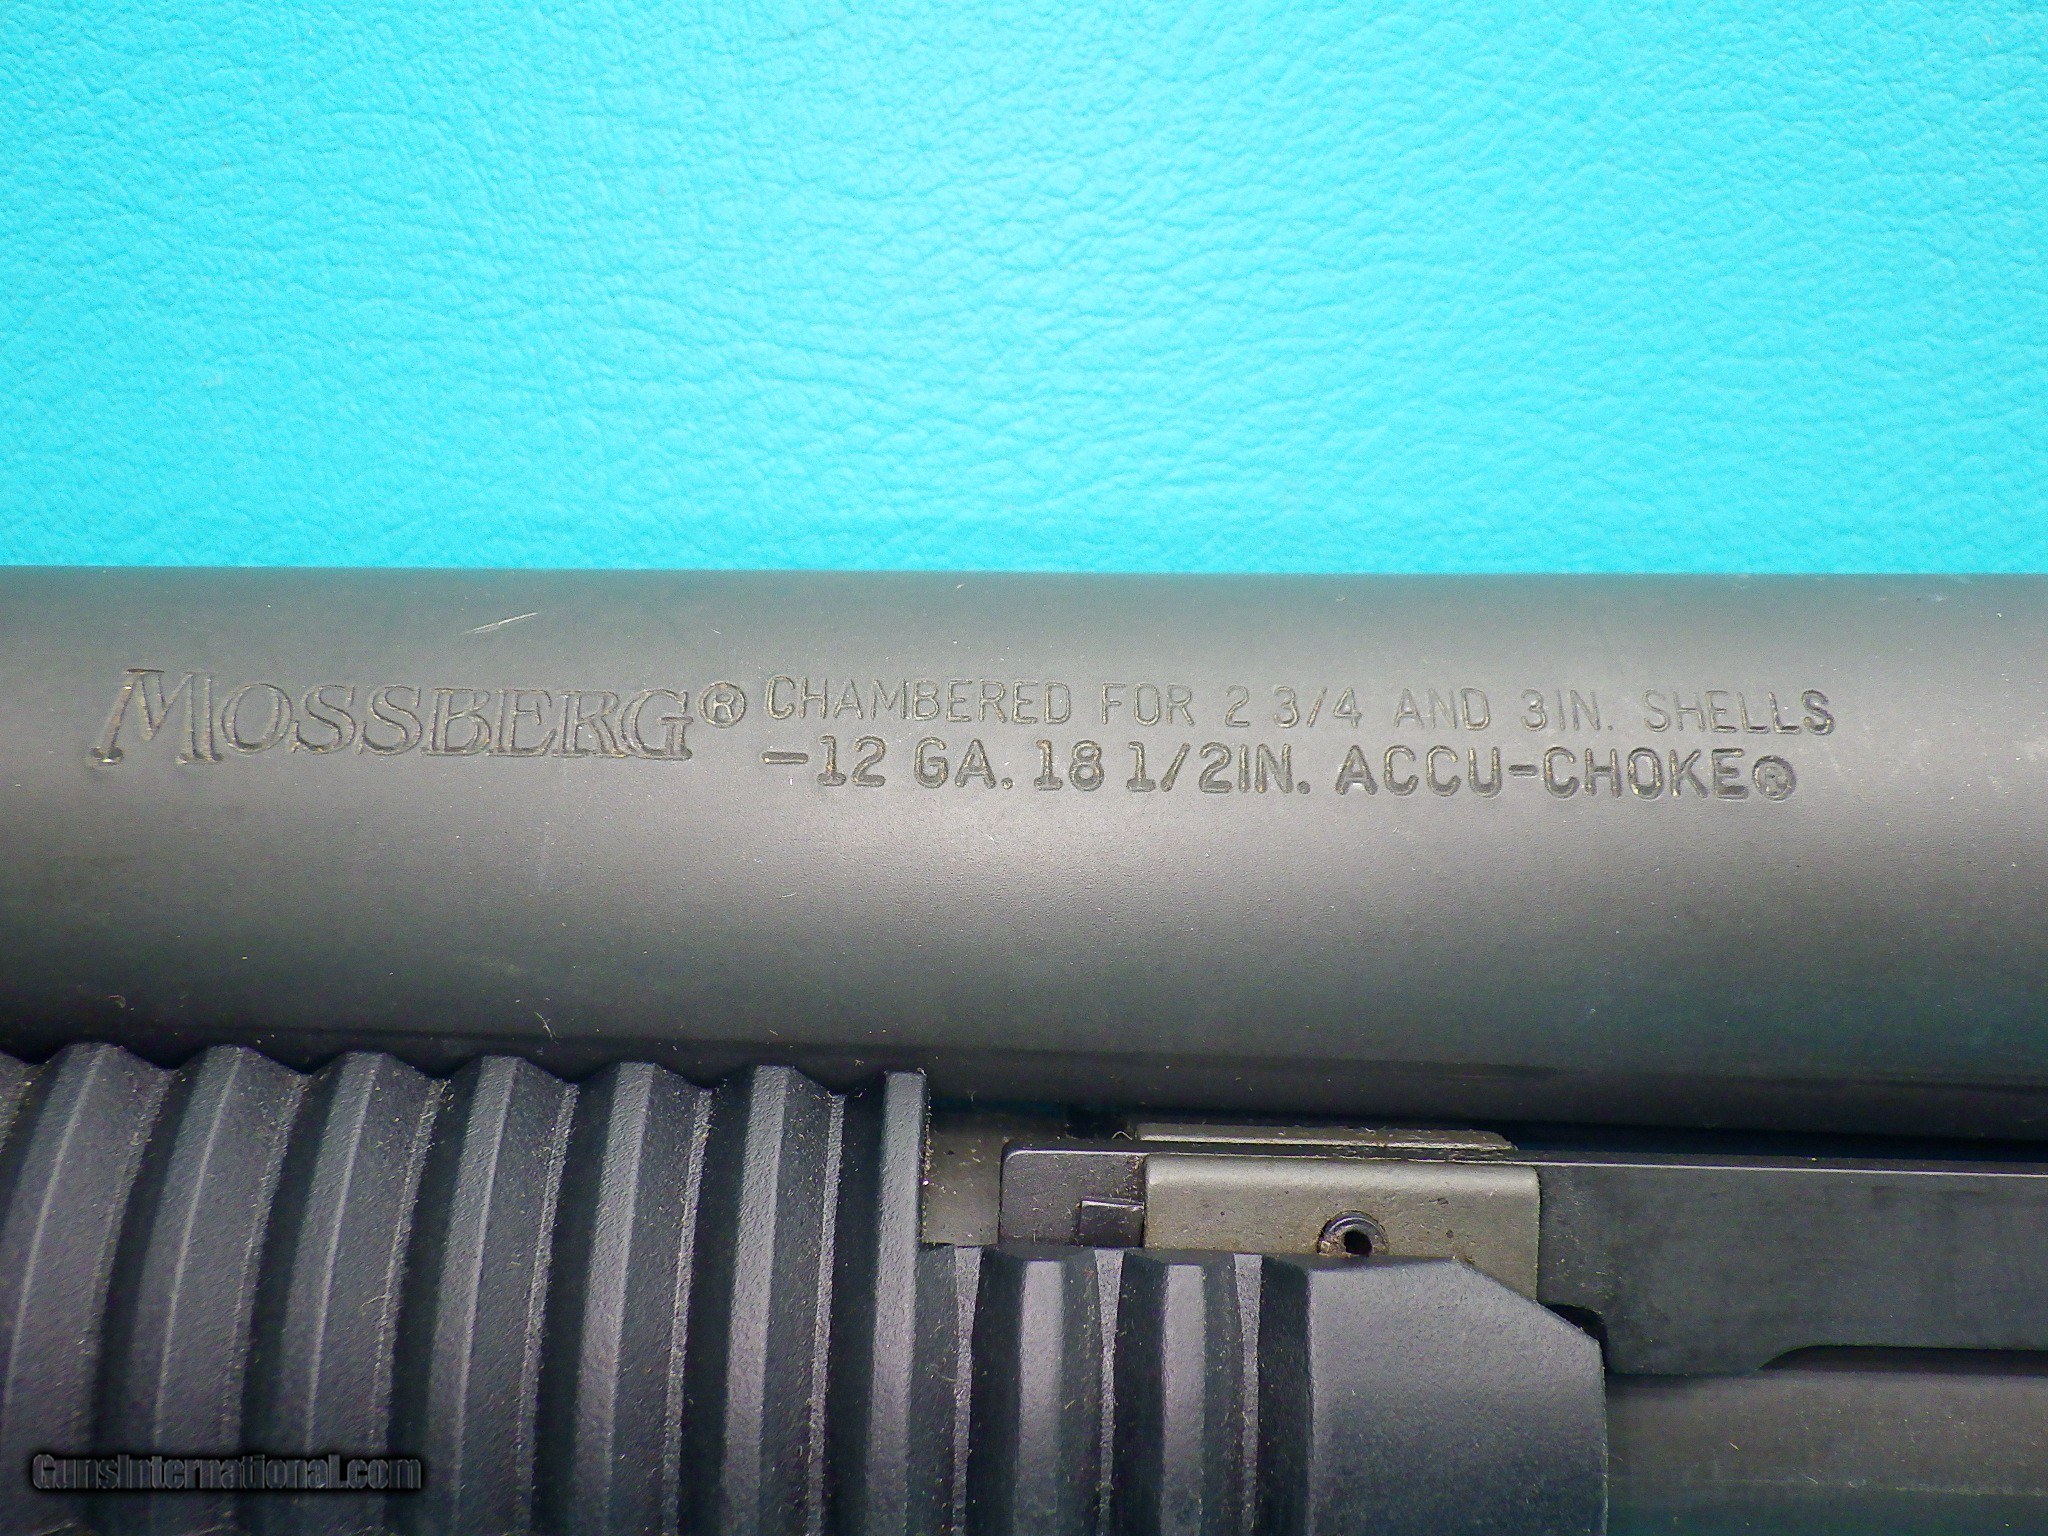 MOSSBERG® CHAMBERED FOR 2 3/4 AND 3IN. SHELLS
-12 GA. 18 1/2IN. ACCU-CHOKE®
GunsInternational.com